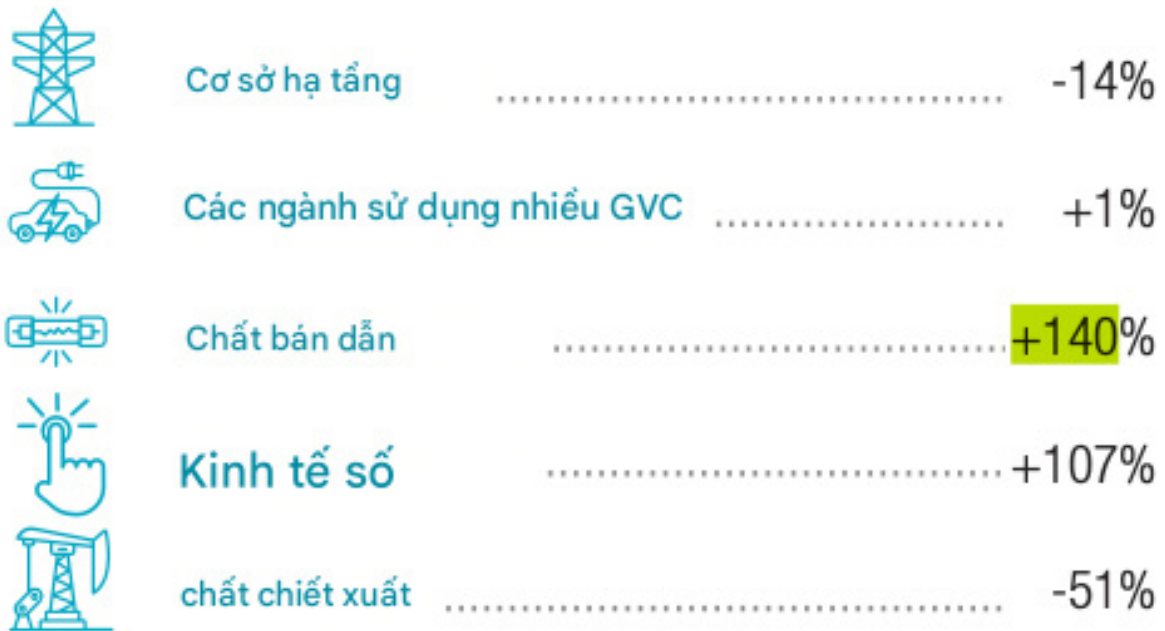 Cơ sở hạ tầng -14%
Các ngành sử dụng nhiều GVC +1%
Chất bán dẫn +140%
Kinh tế số +107%
chất chiết xuất -51%